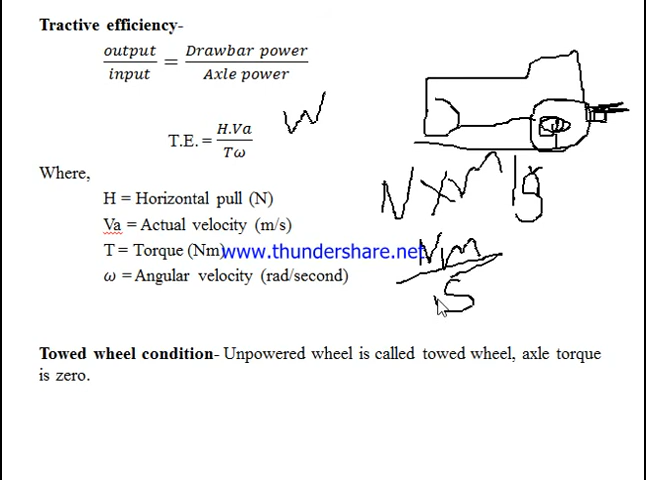 Tractive efficiency-
output/input = Drawbar power/Axle power
W
T.E. = H.Va/Tω
Where,
H = Horizontal pull (N)
N x m/s
Va = Actual velocity (m/s)
T = Torque (Nm)
www.thundershare.net
Nm/s
ω = Angular velocity (rad/second)
Towed wheel condition- Unpowered wheel is called towed wheel, axle torque
is zero.